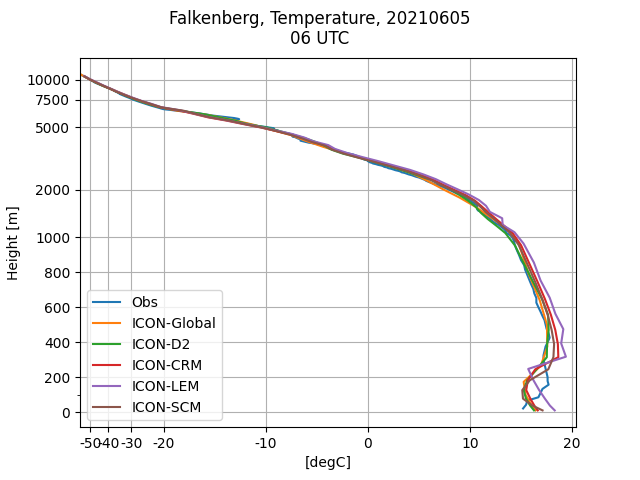 Falkenberg, Temperature, 20210605
06 UTC
Height [m]
10000
7500
5000
2000
1000
800
600
400
200
0
Obs
ICON-Global
ICON-D2
ICON-CRM
ICON-LEM
ICON-SCM
-50 -40 -30 -20 -10 0 10 20
[degC]